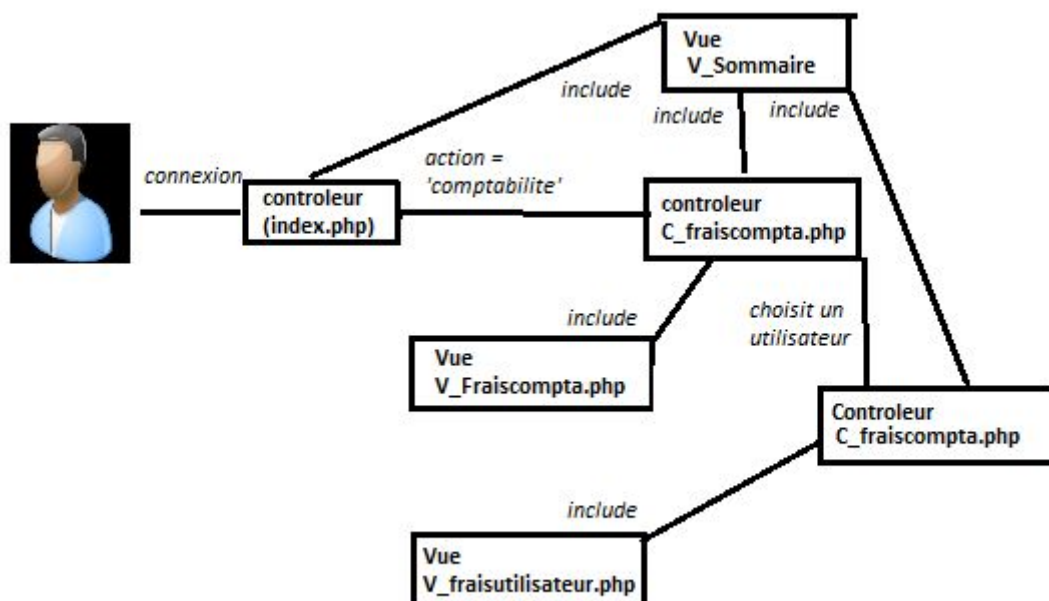 Vue
V_Sommaire
include
include
include
connexion
action =
'comptabilite'
controleur
(index.php)
controleur
C_fraiscompta.php
include
choisit un
utilisateur
Vue
V_Fraiscompta.php
Controleur
C_fraiscompta.php
include
Vue
V_fraisutilisateur.php